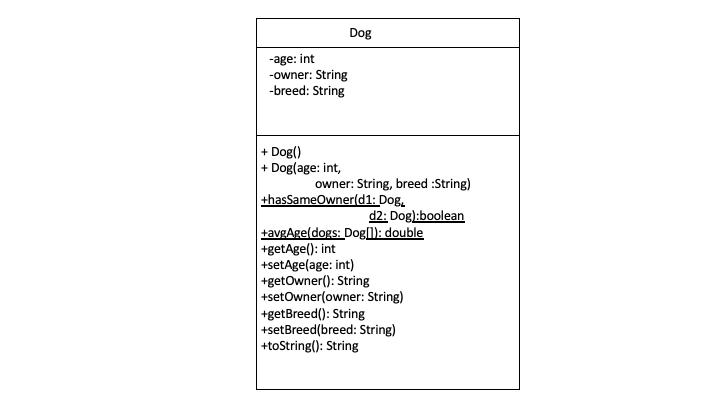 Dog
-age: int
-owner: String
-breed: String
+ Dog()
+ Dog(age: int,
owner: String, breed :String)
+hasSameOwner(d1: Dog,
d2: Dog):boolean
+avgAge(dogs: Dog[]): double
+getAge(): int
+setAge(age: int)
+getOwner(): String
+setOwner(owner: String)
+getBreed(): String
+setBreed(breed: String)
+toString(): String